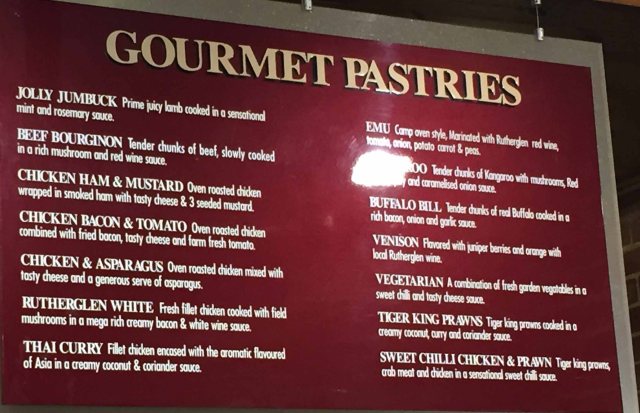 GOURMET PASTRIES
JOLLY JUMBUCK Prime juicy lamb cooked in a sensational
mint and rosemary sauce.
BEEF BOURGINON Tender chunks of beef, slowly cooked
in a rich mushroom and red wine sauce.
CHICKEN HAM & MUSTARD Oven roasted chicken
wrapped in smoked ham with tasty cheese & 3 seeded mustard.
CHICKEN BACON & TOMATO Oven roasted chicken
combined with fried bacon, tasty cheese and farm fresh tomato.
CHICKEN & ASPARAGUS Oven roasted chicken mixed with
tasty cheese and a generous serve of asparagus.
RUTHERGLEN WHITE Fresh fillet chicken cooked with field
mushrooms in a mega rich creamy bacon & white wine sauce.
THAI CURRY Fillet chicken encased with the aromatic flavoured
of Asia in a creamy coconut & coriander sauce.
EMU Camp oven style, Marinated with Rutherglen red wine,
tomato, onion, potato carrot & peas.
Tender chunks of Kangaroo with mushrooms, Red
and caramelised onion sauce.
BUFFALO BILL Tender chunks of real Buffalo cooked in a
rich bacon, onion and garlic sauce.
VENISON Flavored with juniper berries and orange with
local Rutherglen wine.
VEGETARIAN A combination of fresh garden vegatables in a
sweet chilli and tasty cheese sauce.
TIGER KING PRAWNS Tiger king prawns cooked in a
creamy coconut, curry and coriander sauce.
SWEET CHILLI CHICKEN & PRAWN Tiger king prawns,
crab meat and chicken in a sensational sweet chilli sauce.